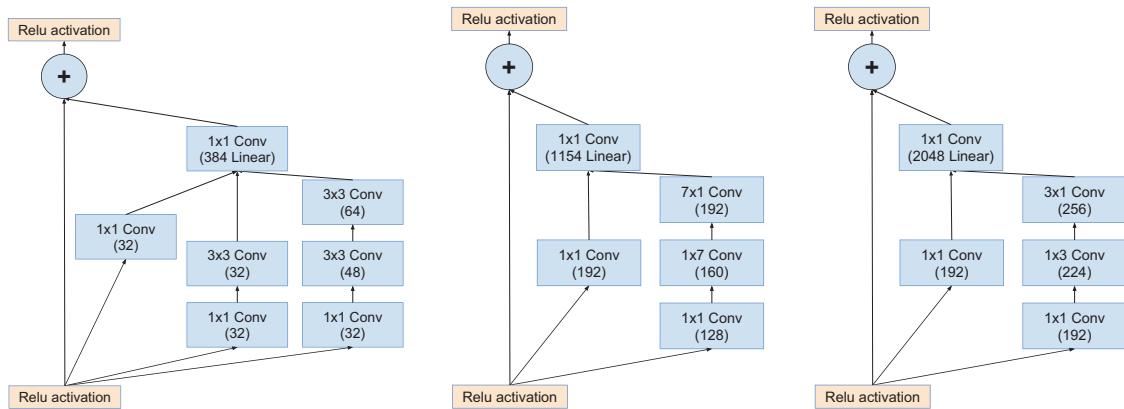 Relu activation
+
1x1 Conv
(384 Linear)
3x3 Conv
(64)
1x1 Conv
(32)
3x3 Conv
(32)
3x3 Conv
(48)
1x1 Conv
(32)
1x1 Conv
(32)
Relu activation
Relu activation
+
1x1 Conv
(1154 Linear)
7x1 Conv
(192)
1x1 Conv
(192)
1x7 Conv
(160)
1x1 Conv
(128)
Relu activation
Relu activation
+
1x1 Conv
(2048 Linear)
3x1 Conv
(256)
1x1 Conv
(192)
1x3 Conv
(224)
1x1 Conv
(192)
Relu activation